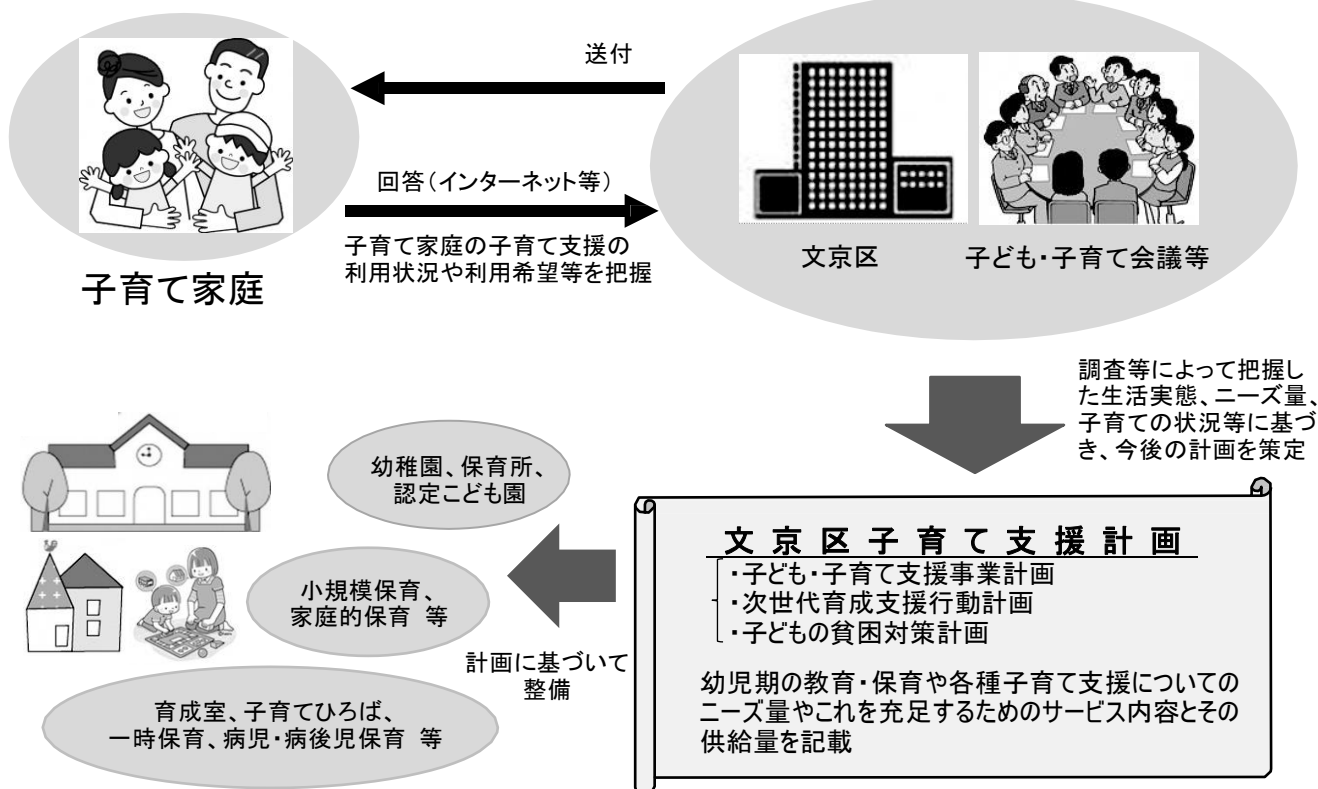 送付
回答（インターネット等）
子育て家庭の子育て支援の
利用状況や利用希望等を把握
子育て家庭
文京区
子ども・子育て会議等
調査等によって把握し
た生活実態、ニーズ量、
子育ての状況等に基づ
き、今後の計画を策定
文京区子育て支援計画
・子ども・子育て支援事業計画
・次世代育成支援行動計画
・子どもの貧困対策計画
幼児期の教育・保育や各種子育て支援についての
ニーズ量やこれを充足するためのサービス内容とその
供給量を記載
計画に基づいて
整備
幼稚園、保育所、
認定こども園
小規模保育、
家庭的保育 等
育成室、子育てひろば、
一時保育、病児・病後児保育 等